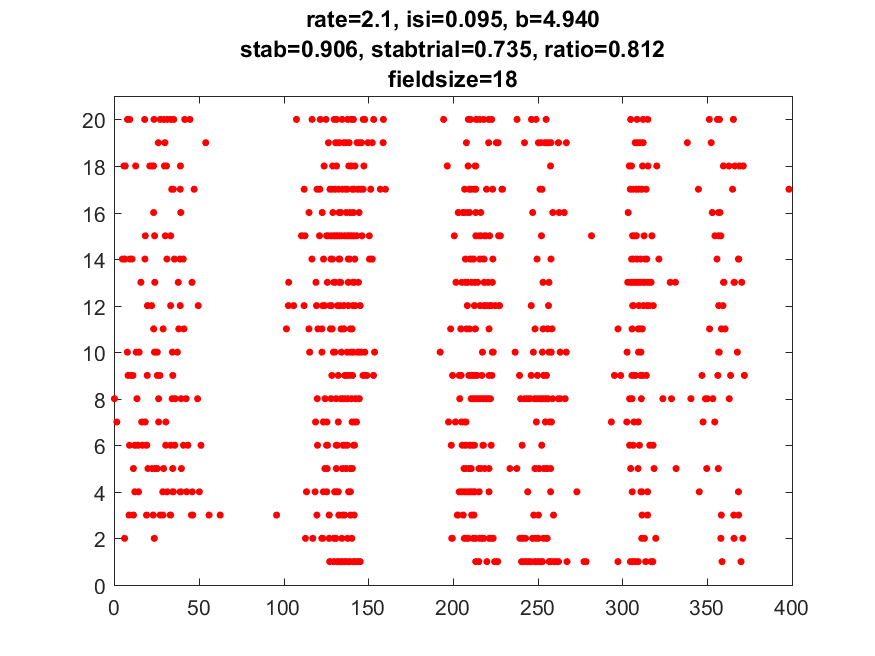 rate=2.1, isi=0.095, b=4.940
stab=0.906, stabtrial=0.735, ratio=0.812
fieldsize=18
20
18
16
14
12
10
8
6
4
2
0
0 50 100 150 200 250 300 350 400